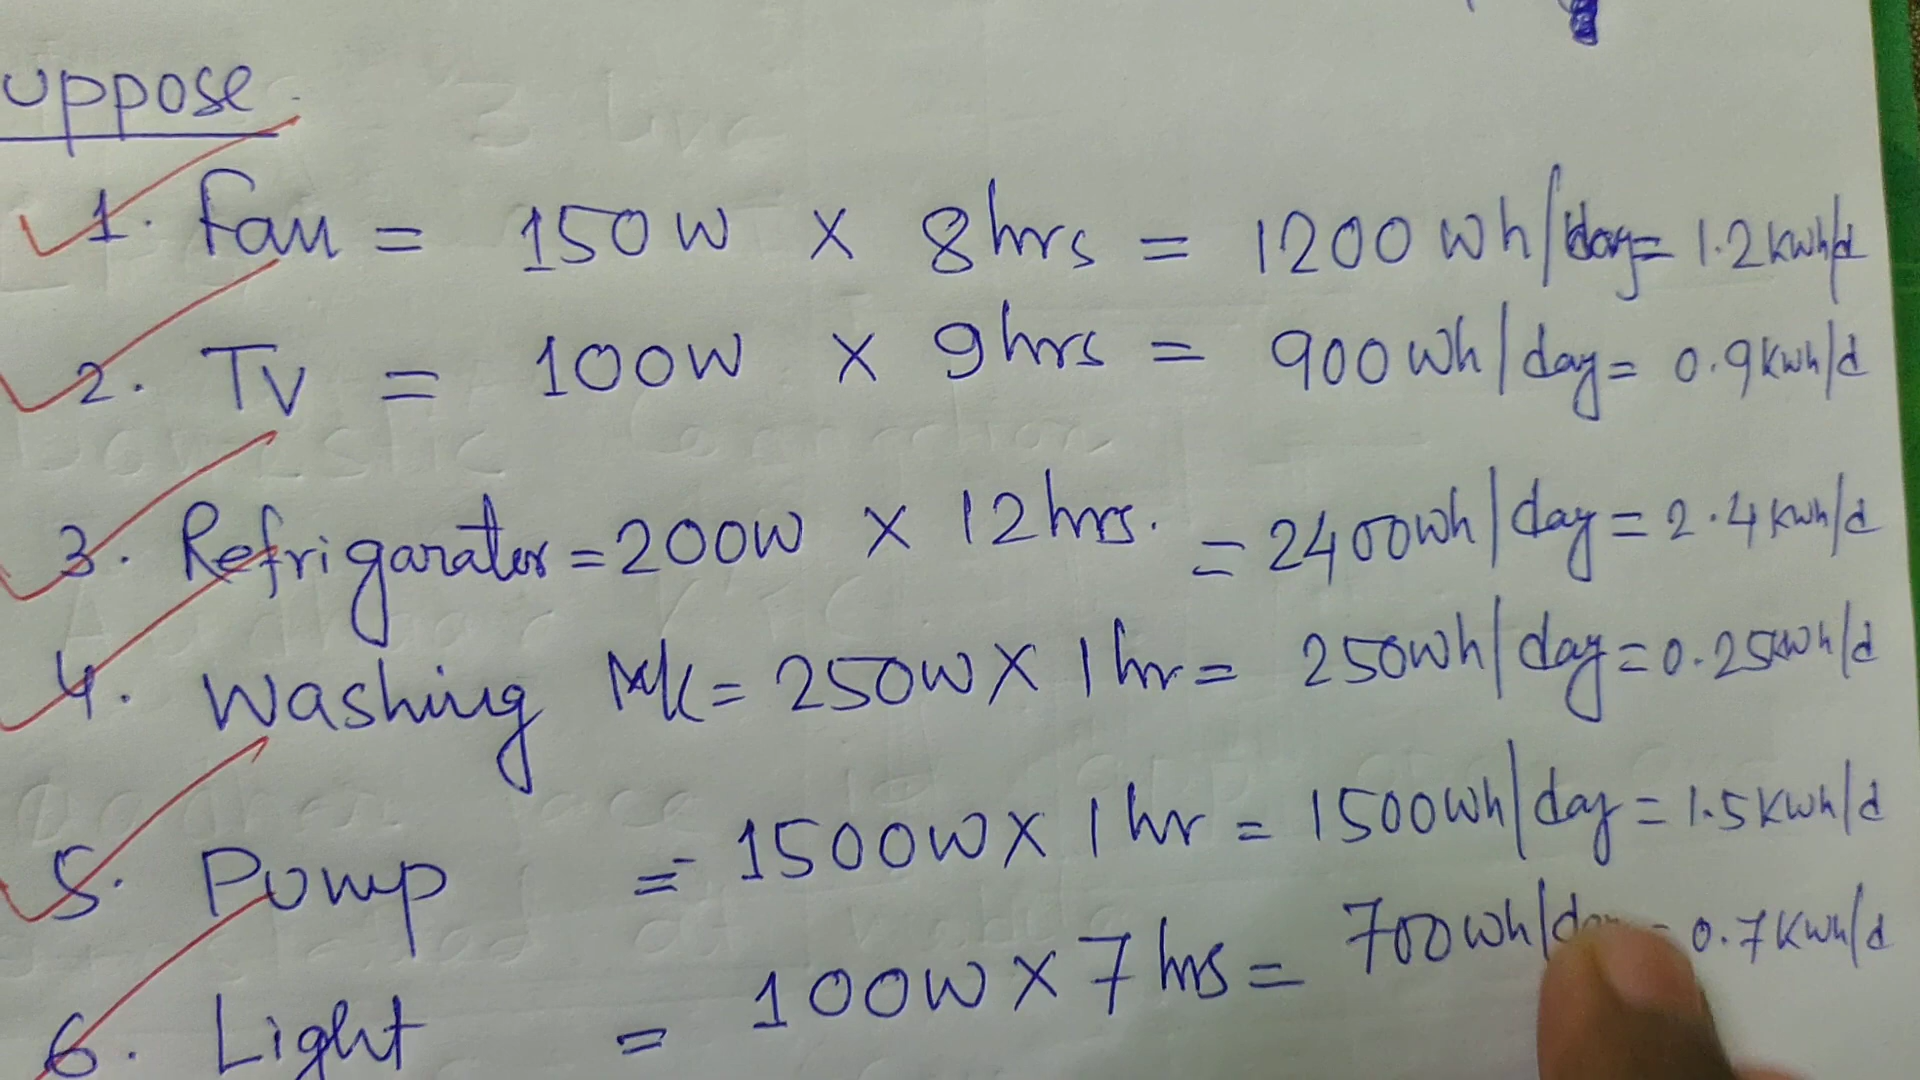 uppose
1. Fan = 150W X 8hrs = 1200 Wh/day= 1.2kwh/d
2. TV = 100W X 9hrs = 900Wh/day= 0.9kwh/d
3. Refrigarator = 200W X 12hrs. = 2400wh/day = 2.4kwh/d
4. Washing = 250W X 1hr = 250Wh/day = 0.25kwh/d
5. Pump = 1500W X 1hr = 1500Wh/day = 1.5kwh/d
6. Light = 100W X 7hrs = 700Wh/ 0.7Kwh/d